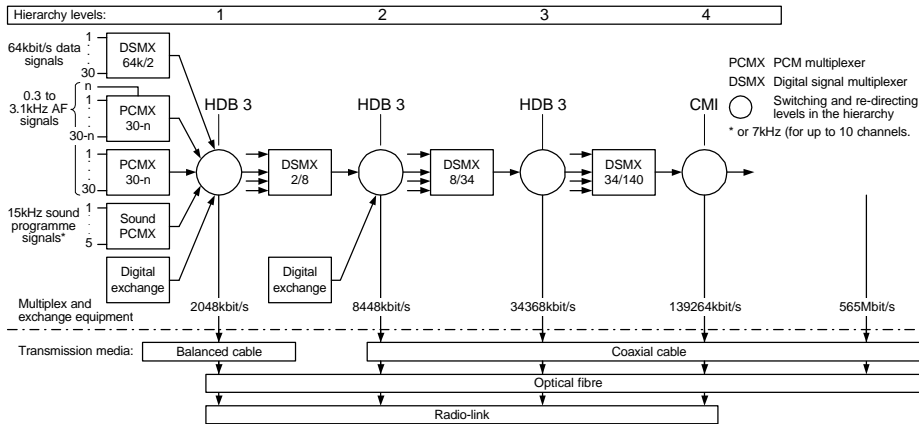 Hierarchy levels: 1 2 3 4
64kbit/s data
signals
1
30
DSMX
64k/2
0.3 to
3.1kHz AF
signals
n
1
30-n
PCMX
30-n
1
30
PCMX
30-n
15kHz sound
programme
signals*
1
5
Sound
PCMX
Digital
exchange
HDB 3
DSMX
2/8
HDB 3
Digital
exchange
DSMX
8/34
HDB 3
DSMX
34/140
CMI
PCMX PCM multiplexer
DSMX Digital signal multiplexer
Switching and re-directing
levels in the hierarchy
* or 7kHz (for up to 10 channels.
Multiplex and
exchange equipment
2048kbit/s 8448kbit/s 34368kbit/s 139264kbit/s 565Mbit/s
Transmission media: Balanced cable Coaxial cable
Optical fibre
Radio-link